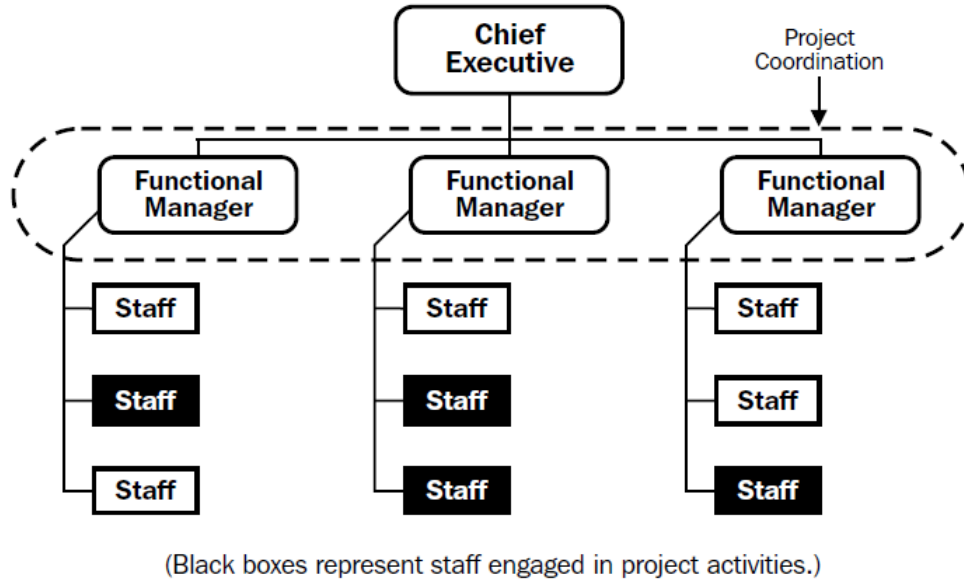 Chief
Executive
Project
Coordination
Functional
Manager
Functional
Manager
Functional
Manager
Staff
Staff
Staff
Staff
Staff
Staff
Staff
Staff
Staff
(Black boxes represent staff engaged in project activities.)